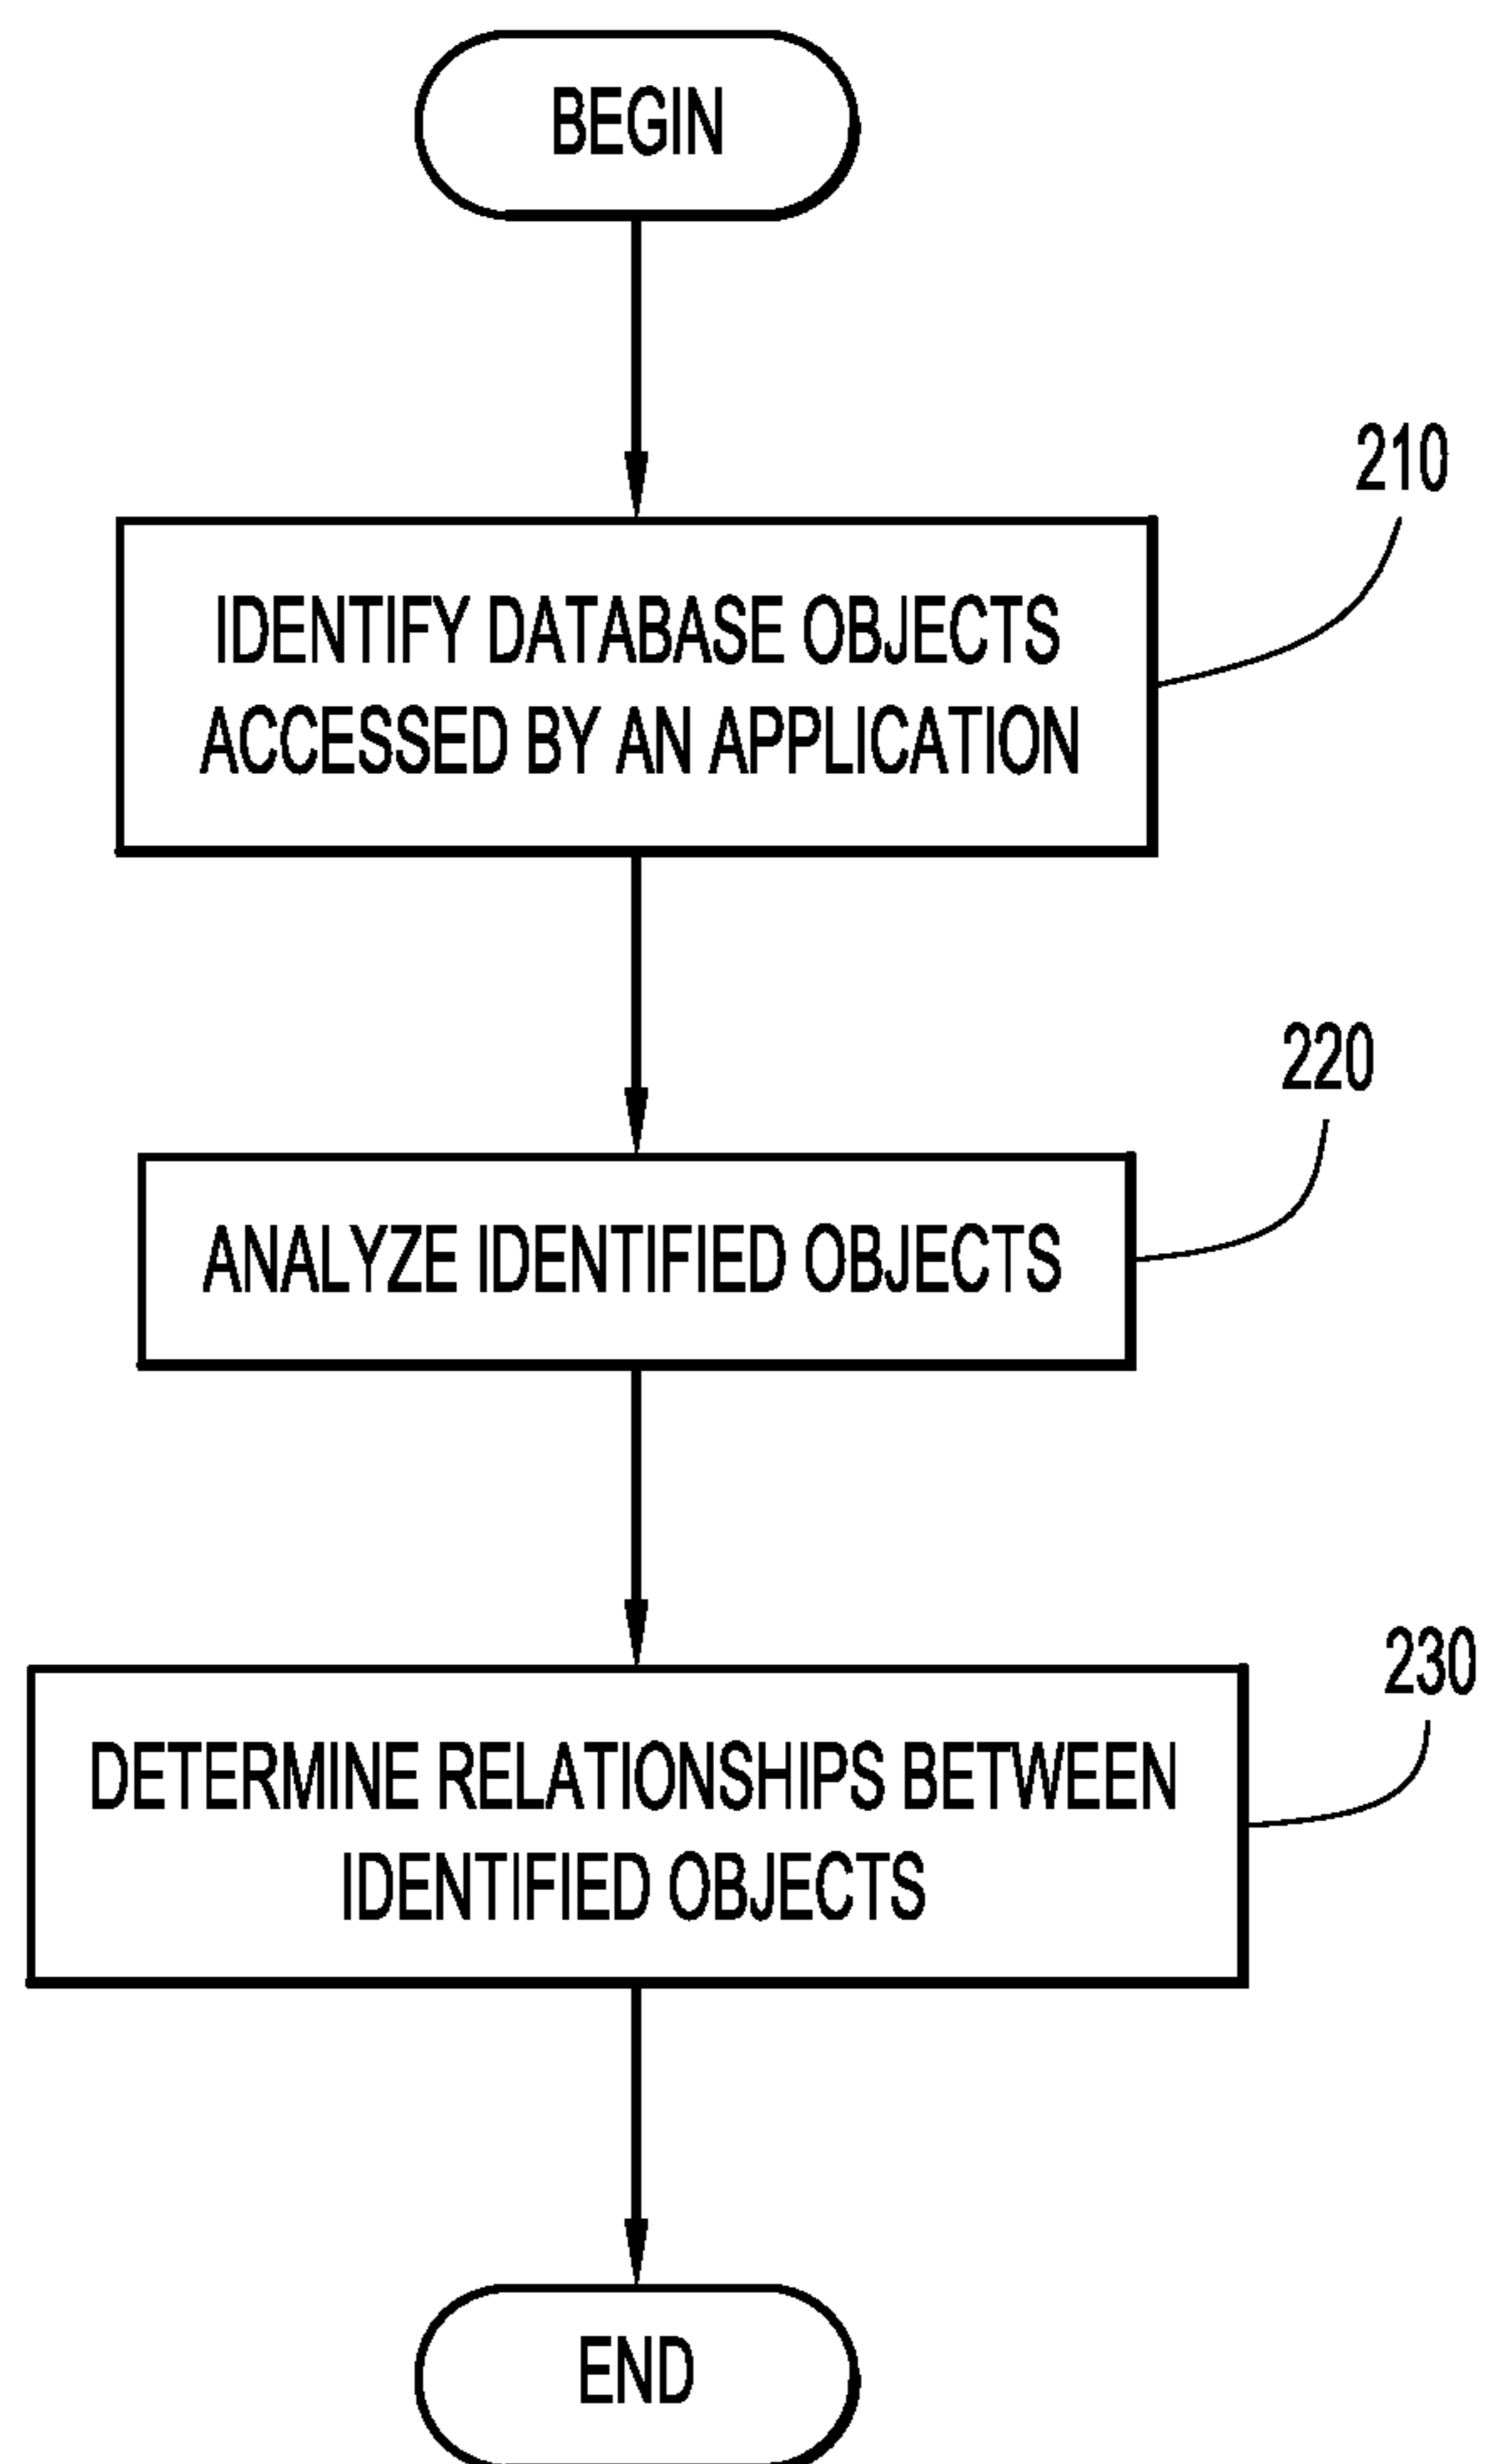 BEGIN
210
IDENTIFY DATABASE OBJECTS
ACCESSED BY AN APPLICATION
220
ANALYZE IDENTIFIED OBJECTS
230
DETERMINE RELATIONSHIPS BETWEEN
IDENTIFIED OBJECTS
END